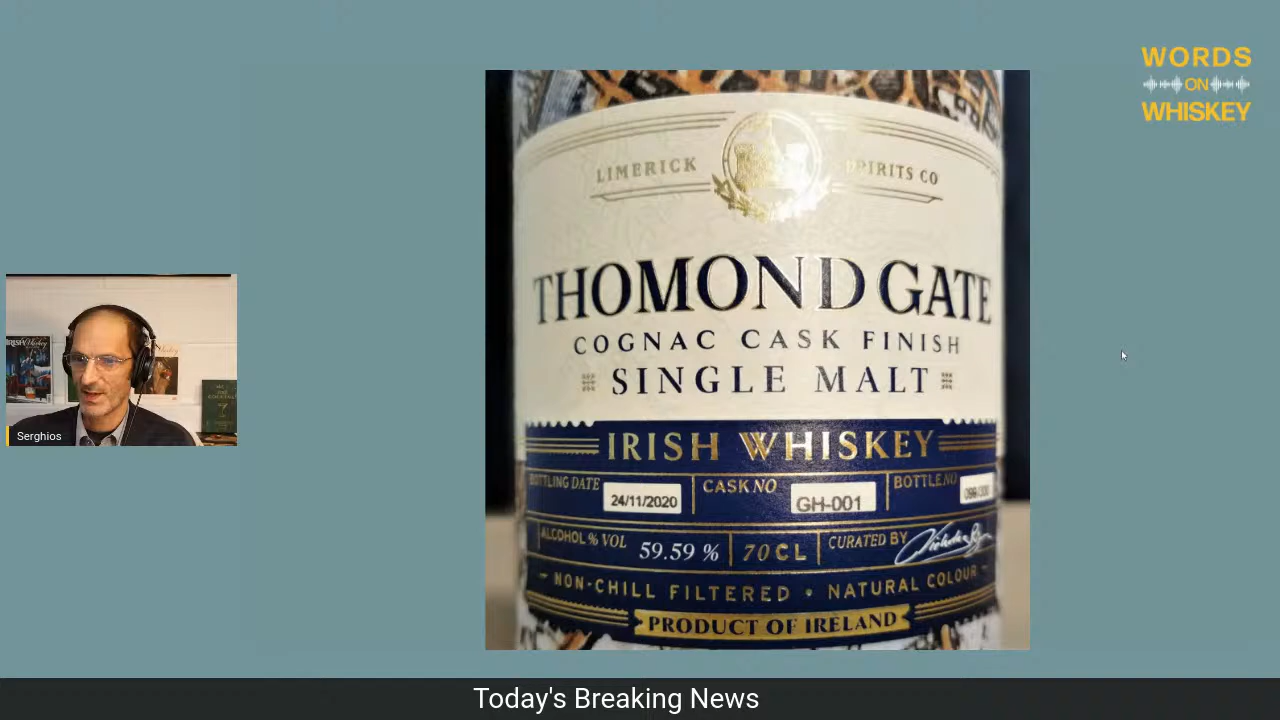 WORDS
ON
WHISKEY
LIMERICK SPIRITS CO
THOMOND GATE
COGNAC CASK FINISH
SINGLE MALT
IRISH WHISKEY
BOTTLING DATE 24/11/2020 CASK NO GH-001 BOTTLE NO
ALCOHOL % VOL 59.59 % 70 CL CURATED BY
NON-CHILL FILTERED • NATURAL COLOUR
PRODUCT OF IRELAND
IRISH Whiskey
Serghios
Today's Breaking News